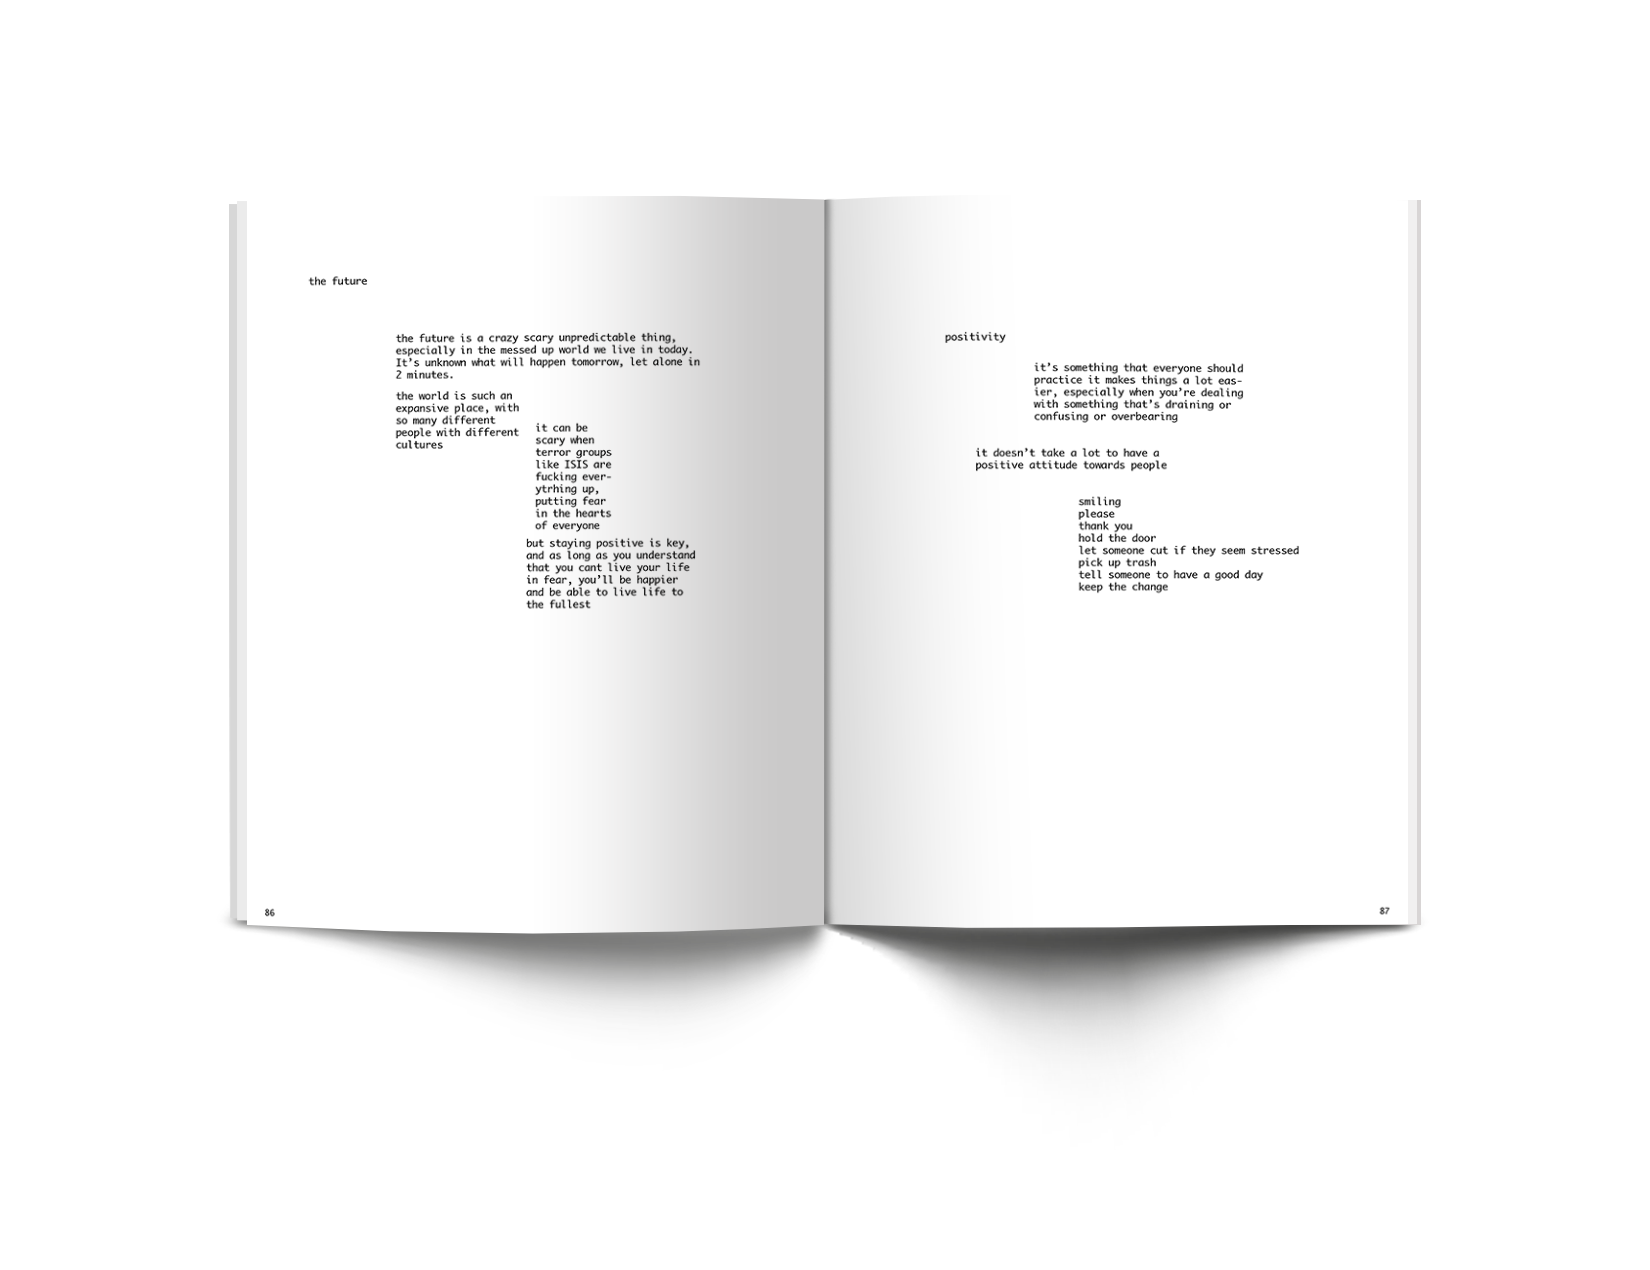 the future
the future is a crazy scary unpredictable thing,
especially in the messed up world we live in today.
It's unknown what will happen tomorrow, let alone in
2 minutes.
the world is such an
expansive place, with
so many different
people with different
cultures
it can be
scary when
terror groups
like ISIS are
fucking ever-
ytrhing up,
putting fear
in the hearts
of everyone
but staying positive is key,
and as long as you understand
that you cant live your life
in fear, you'll be happier
and be able to live life to
the fullest
86
positivity
it's something that everyone should
practice it makes things a lot eas-
ier, especially when you're dealing
with something that's draining or
confusing or overbearing
it doesn't take a lot to have a
positive attitude towards people
smiling
please
thank you
hold the door
let someone cut if they seem stressed
pick up trash
tell someone to have a good day
keep the change
87